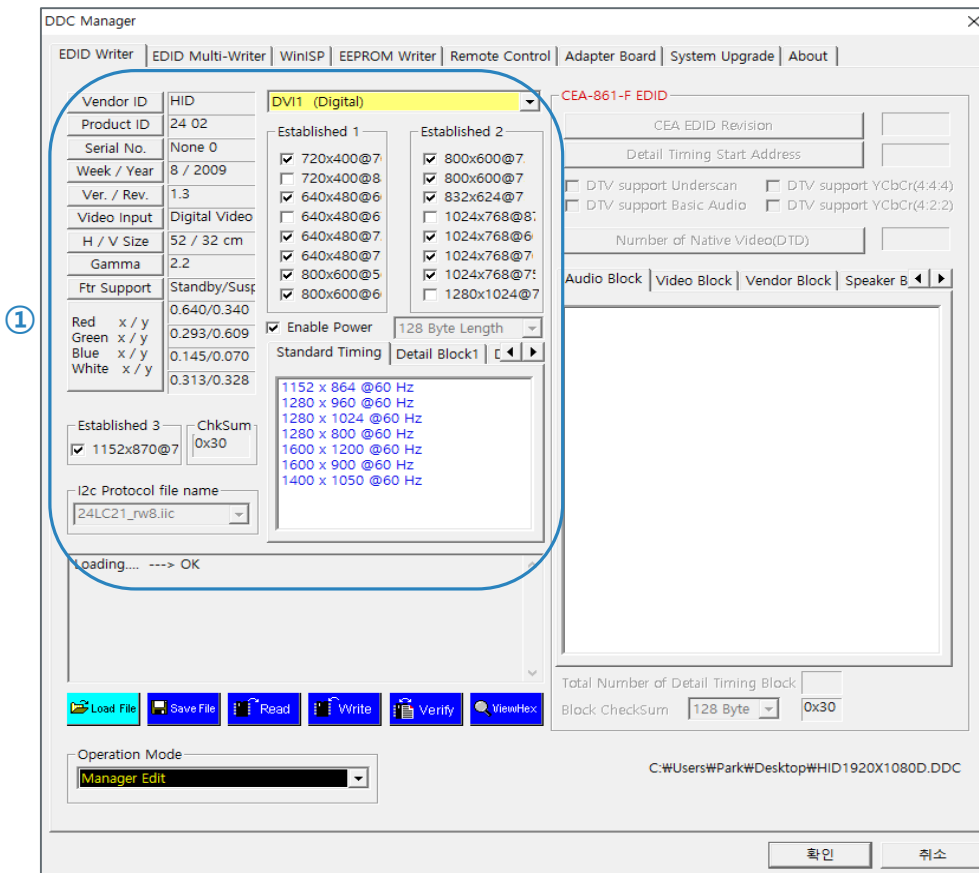 DDC Manager
EDID Writer EDID Multi-Writer WinISP EEPROM Writer Remote Control Adapter Board System Upgrade About
①
Vendor ID HID
Product ID 24 02
Serial No. None 0
Week / Year 8 / 2009
Ver. / Rev. 1.3
Video Input Digital Video
H / V Size 52 / 32 cm
Gamma 2.2
Ftr Support Standby/Susp
Red x / y 0.640/0.340
Green x / y 0.293/0.609
Blue x / y 0.145/0.070
White x / y 0.313/0.328
Established 3
1152x870@7
ChkSum
0x30
I2c Protocol file name
24LC21_rw8.iic
DVI1 (Digital)
Established 1
720x400@7
720x400@8
640x480@6
640x480@6
640x480@7
640x480@7
800x600@5
800x600@6
Established 2
800x600@7
800x600@7
832x624@7
1024x768@8
1024x768@6
1024x768@7
1024x768@7
1280x1024@7
Enable Power 128 Byte Length
Standard Timing Detail Block1
1152 x 864 @60 Hz
1280 x 960 @60 Hz
1280 x 1024 @60 Hz
1280 x 800 @60 Hz
1600 x 1200 @60 Hz
1600 x 900 @60 Hz
1400 x 1050 @60 Hz
Loading.... ---> OK
Load File Save File Read Write Verify ViewHex
Operation Mode
Manager Edit
CEA-861-F EDID
CEA EDID Revision
Detail Timing Start Address
DTV support Underscan DTV support YCbCr(4:4:4)
DTV support Basic Audio DTV support YCbCr(4:2:2)
Number of Native Video(DTD)
Audio Block Video Block Vendor Block Speaker B
Total Number of Detail Timing Block
Block CheckSum 128 Byte 0x30
C:₩Users₩Park₩Desktop₩HID1920X1080D.DDC
확인 취소